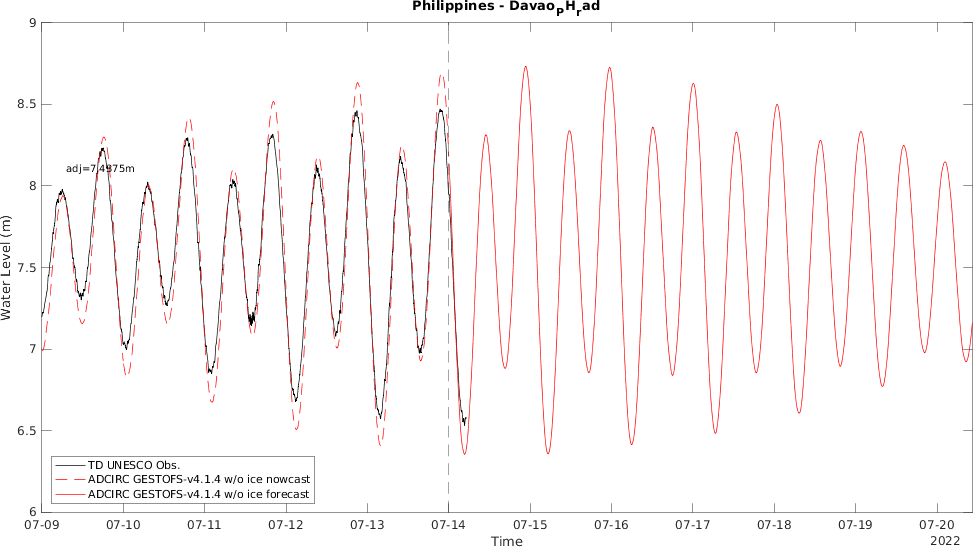 Philippines - Davao_PH_rad
9
8.5
8
7.5
7
6.5
6
Water Level (m)
adj=7.4975m
TD UNESCO Obs.
ADCIRC GESTOFS-v4.1.4 w/o ice nowcast
ADCIRC GESTOFS-v4.1.4 w/o ice forecast
07-09 07-10 07-11 07-12 07-13 07-14 07-15 07-16 07-17 07-18 07-19 07-20
Time
2022